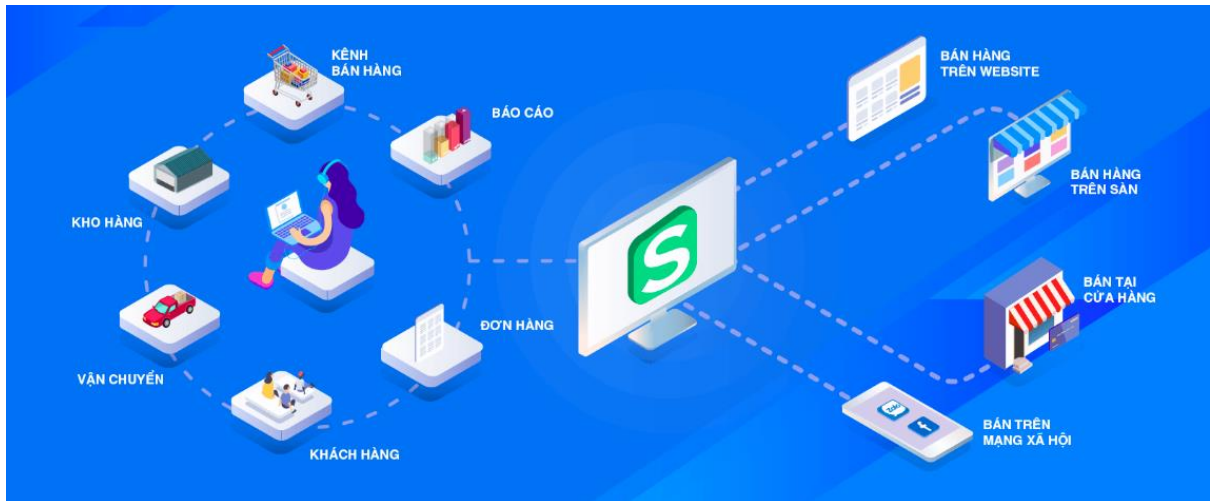 KÊNH
BÁN HÀNG
BÁO CÁO
KHO HÀNG
VẬN CHUYỂN
KHÁCH HÀNG
ĐƠN HÀNG
S
BÁN HÀNG
TRÊN WEBSITE
BÁN HÀNG
TRÊN SÀN
BÁN TẠI
CỬA HÀNG
BÁN TRÊN
MẠNG XÃ HỘI
Zalo